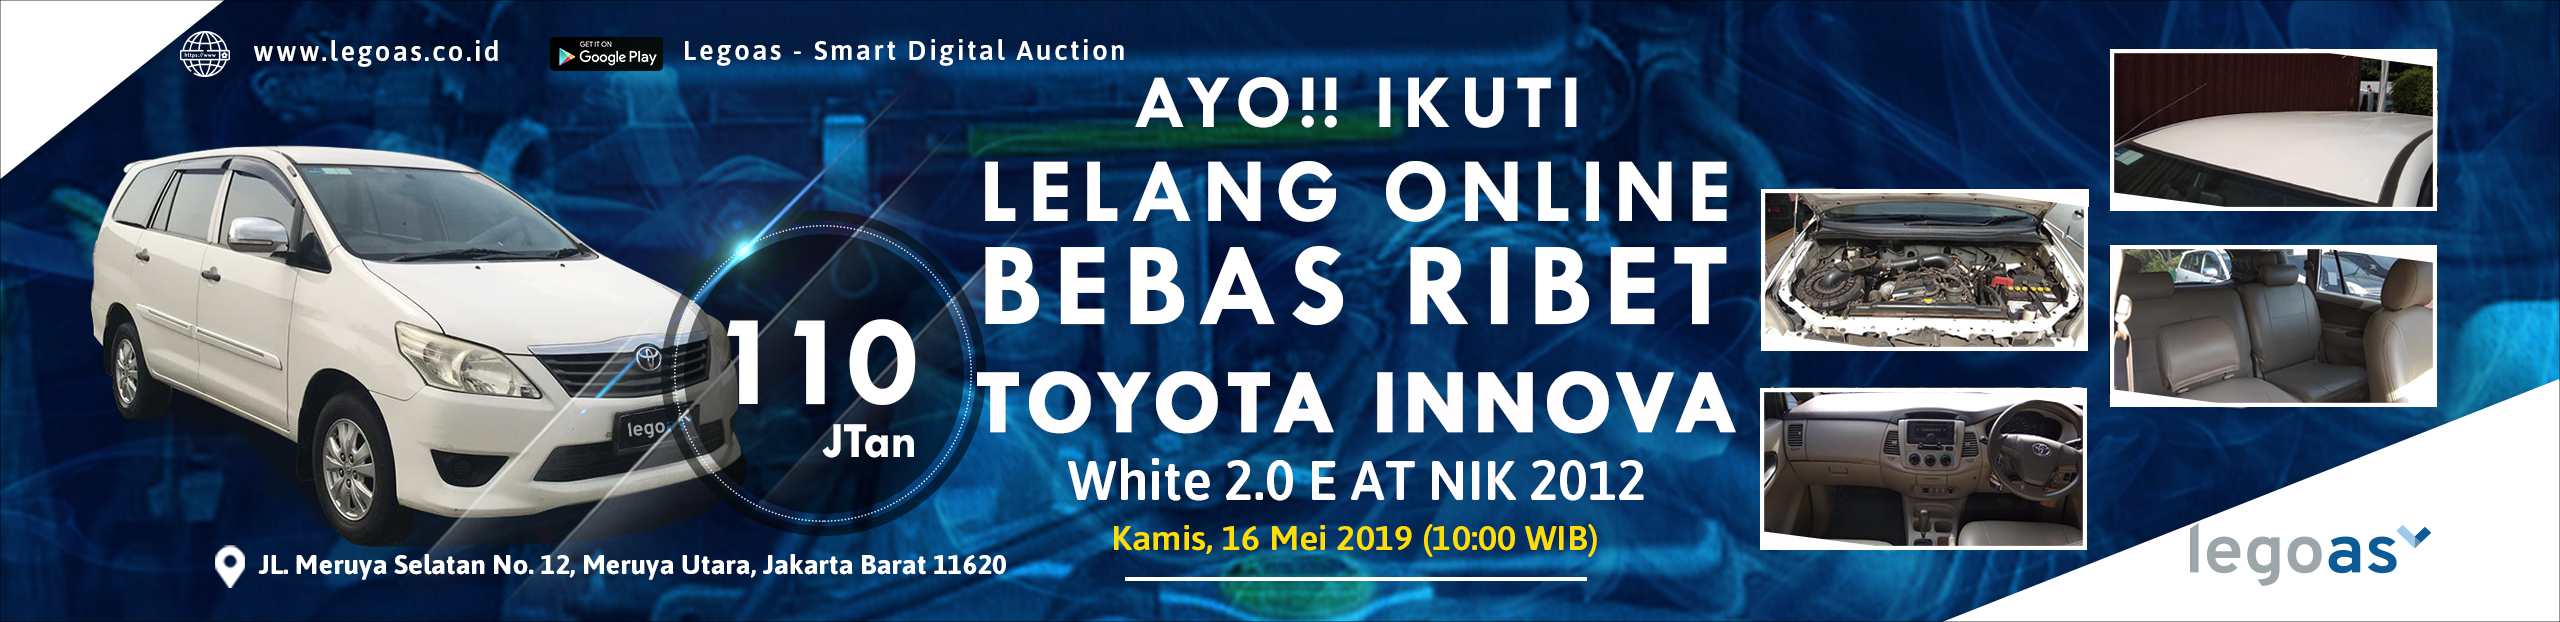 www.legoas.co.id
GET IT ON
Google Play
Legoas - Smart Digital Auction
AYO!! IKUTI
LELANG ONLINE
BEBAS RIBET
TOYOTA INNOVA
White 2.0 E AT NIK 2012
Kamis, 16 Mei 2019 (10:00 WIB)
110
JTan
legoas
JL. Meruya Selatan No. 12, Meruya Utara, Jakarta Barat 11620
legoas